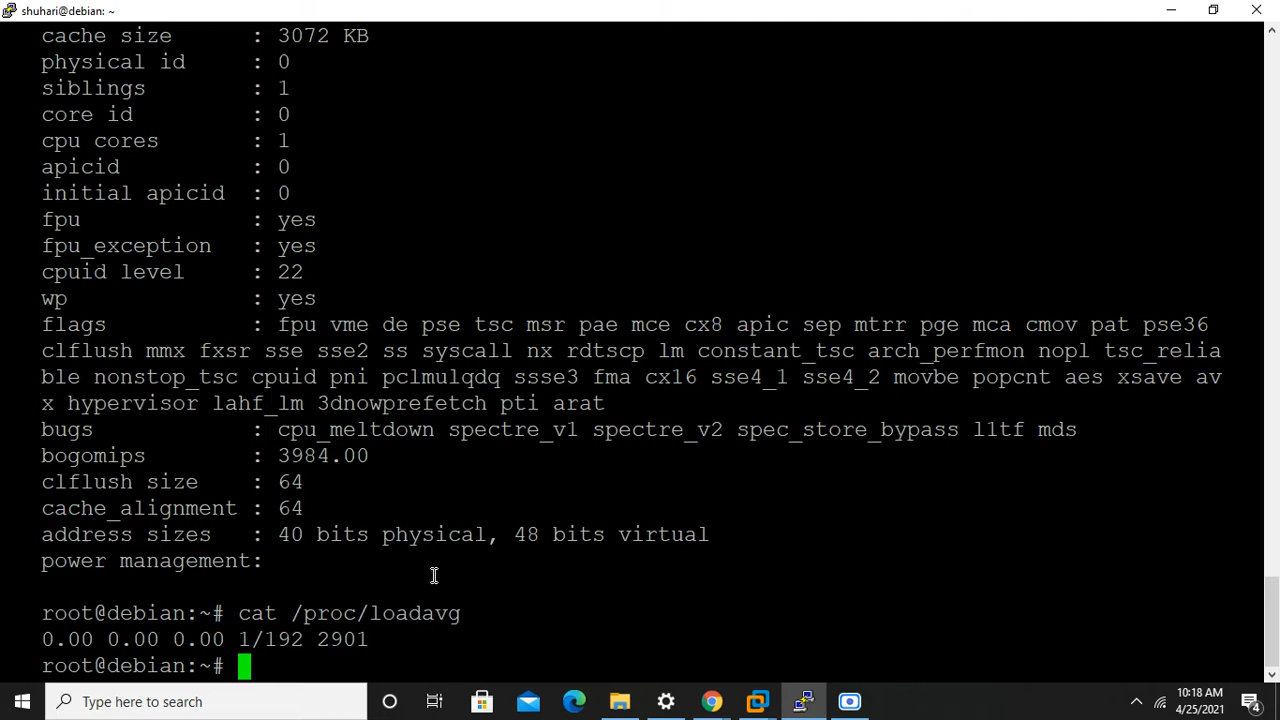 shuhari@debian: ~
cache size : 3072 KB
physical id : 0
siblings : 1
core id : 0
cpu cores : 1
apicid : 0
initial apicid : 0
fpu : yes
fpu_exception : yes
cpuid level : 22
wp : yes
flags : fpu vme de pse tsc msr pae mce cx8 apic sep mtrr pge mca cmov pat pse36
clflush mmx fxsr sse sse2 ss syscall nx rdtscp lm constant_tsc arch_perfmon nopl tsc_relia
ble nonstop_tsc cpuid pni pclmulqdq ssse3 fma cx16 sse4_1 sse4_2 movbe popcnt aes xsave av
x hypervisor lahf_lm 3dnowprefetch pti arat
bugs : cpu_meltdown spectre_v1 spectre_v2 spec_store_bypass l1tf mds
bogomips : 3984.00
clflush size : 64
cache_alignment : 64
address sizes : 40 bits physical, 48 bits virtual
power management:
root@debian:~# cat /proc/loadavg
0.00 0.00 0.00 1/192 2901
root@debian:~#
Type here to search
10:18 AM
4/25/2021
4